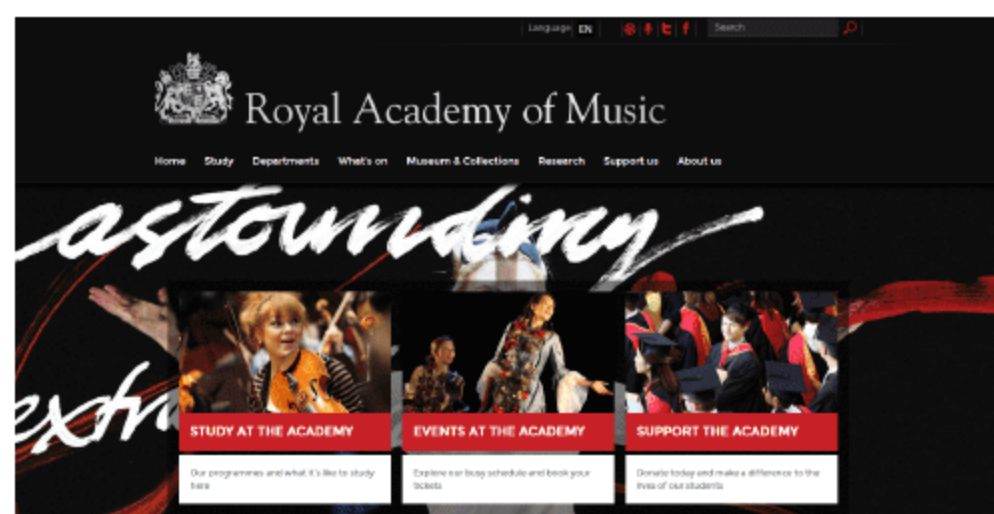 Language EN
Search
Royal Academy of Music
Home Study Departments What's on Museum & Collections Research Support us About us
astounding
extr
STUDY AT THE ACADEMY
EVENTS AT THE ACADEMY
SUPPORT THE ACADEMY
Our programmes and what it's like to study
here
Explore our busy schedule and book your
tickets
Donate today and make a difference to the
lives of our students